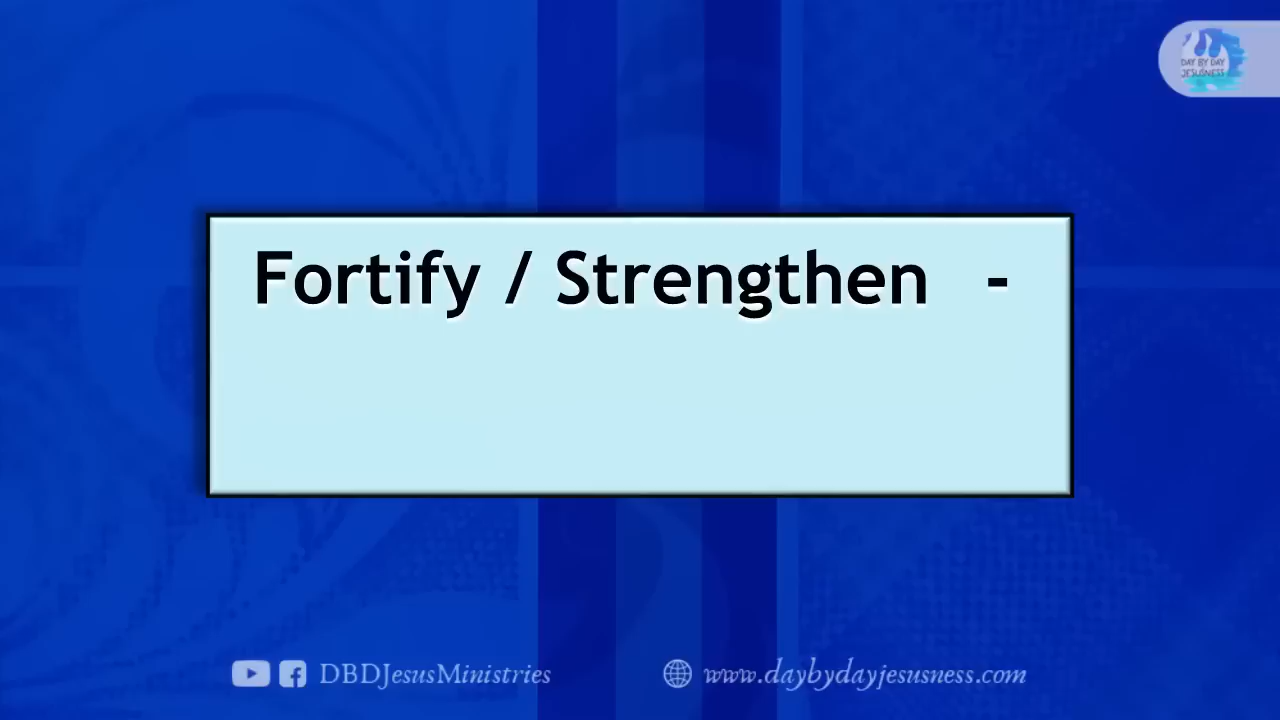 DAY BY DAY
JESUSNESS
Fortify / Strengthen -
DBDJesusMinistries
www.daybydayjesusness.com